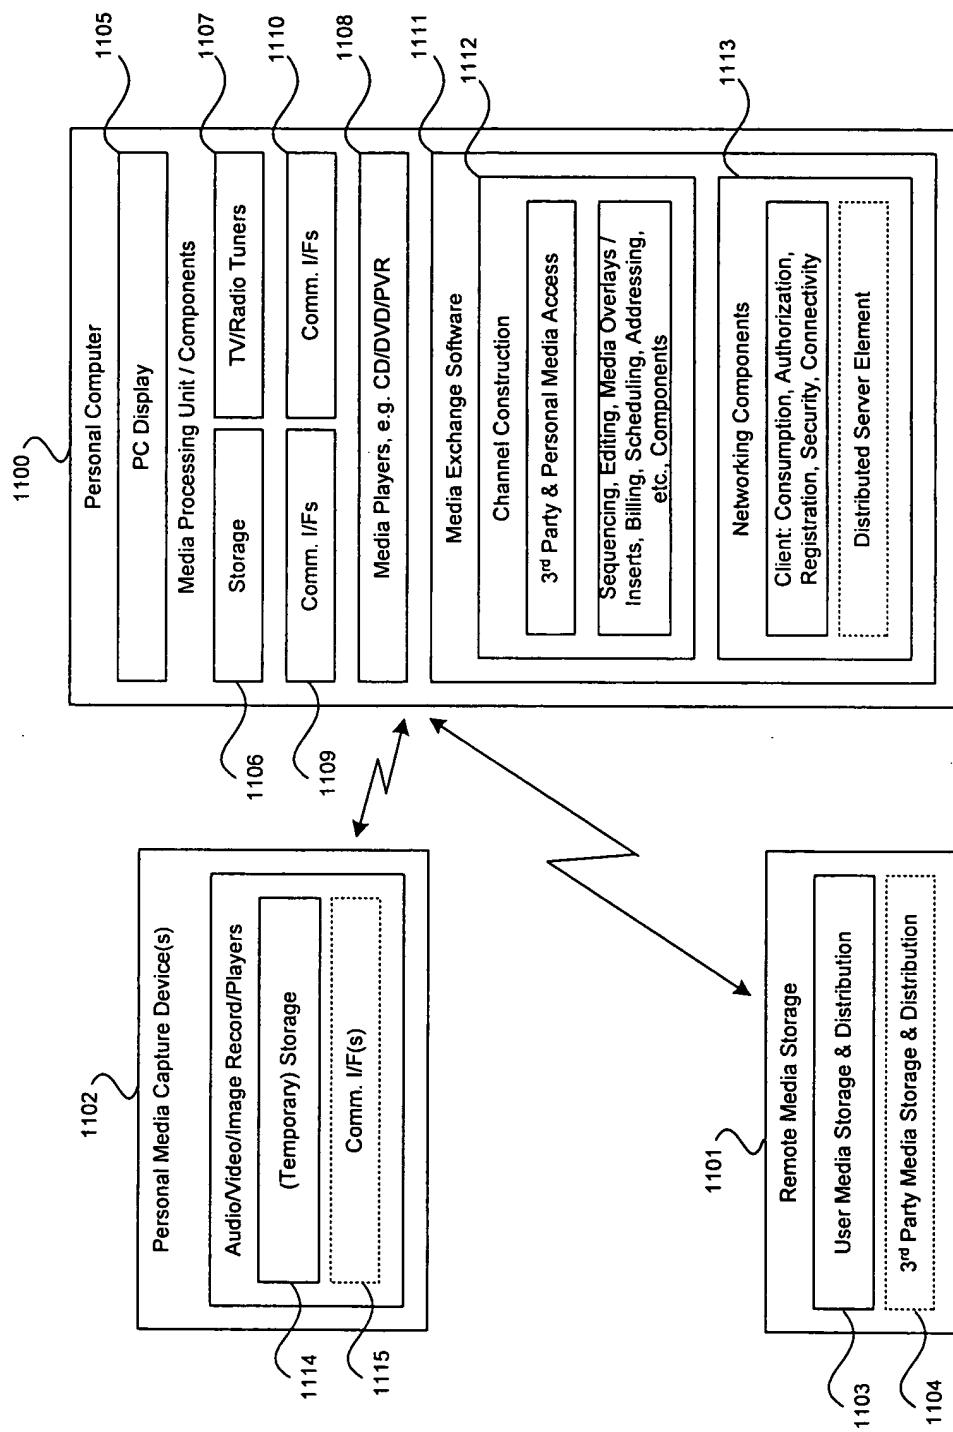 1100
Personal Computer
PC Display
1105
Media Processing Unit / Components
Storage
TV/Radio Tuners
1106
1107
Comm. I/Fs
Comm. I/Fs
1109
1110
Media Players, e.g. CD/DVD/PVR
1108
Media Exchange Software
1111
Channel Construction
1112
3rd Party & Personal Media Access
Sequencing, Editing, Media Overlays /
Inserts, Billing, Scheduling, Addressing,
etc., Components
Networking Components
1113
Client: Consumption, Authorization,
Registration, Security, Connectivity
Distributed Server Element
1102
Personal Media Capture Device(s)
Audio/Video/Image Record/Players
(Temporary) Storage
1114
Comm. I/F(s)
1115
1101
Remote Media Storage
User Media Storage & Distribution
1103
3rd Party Media Storage & Distribution
1104